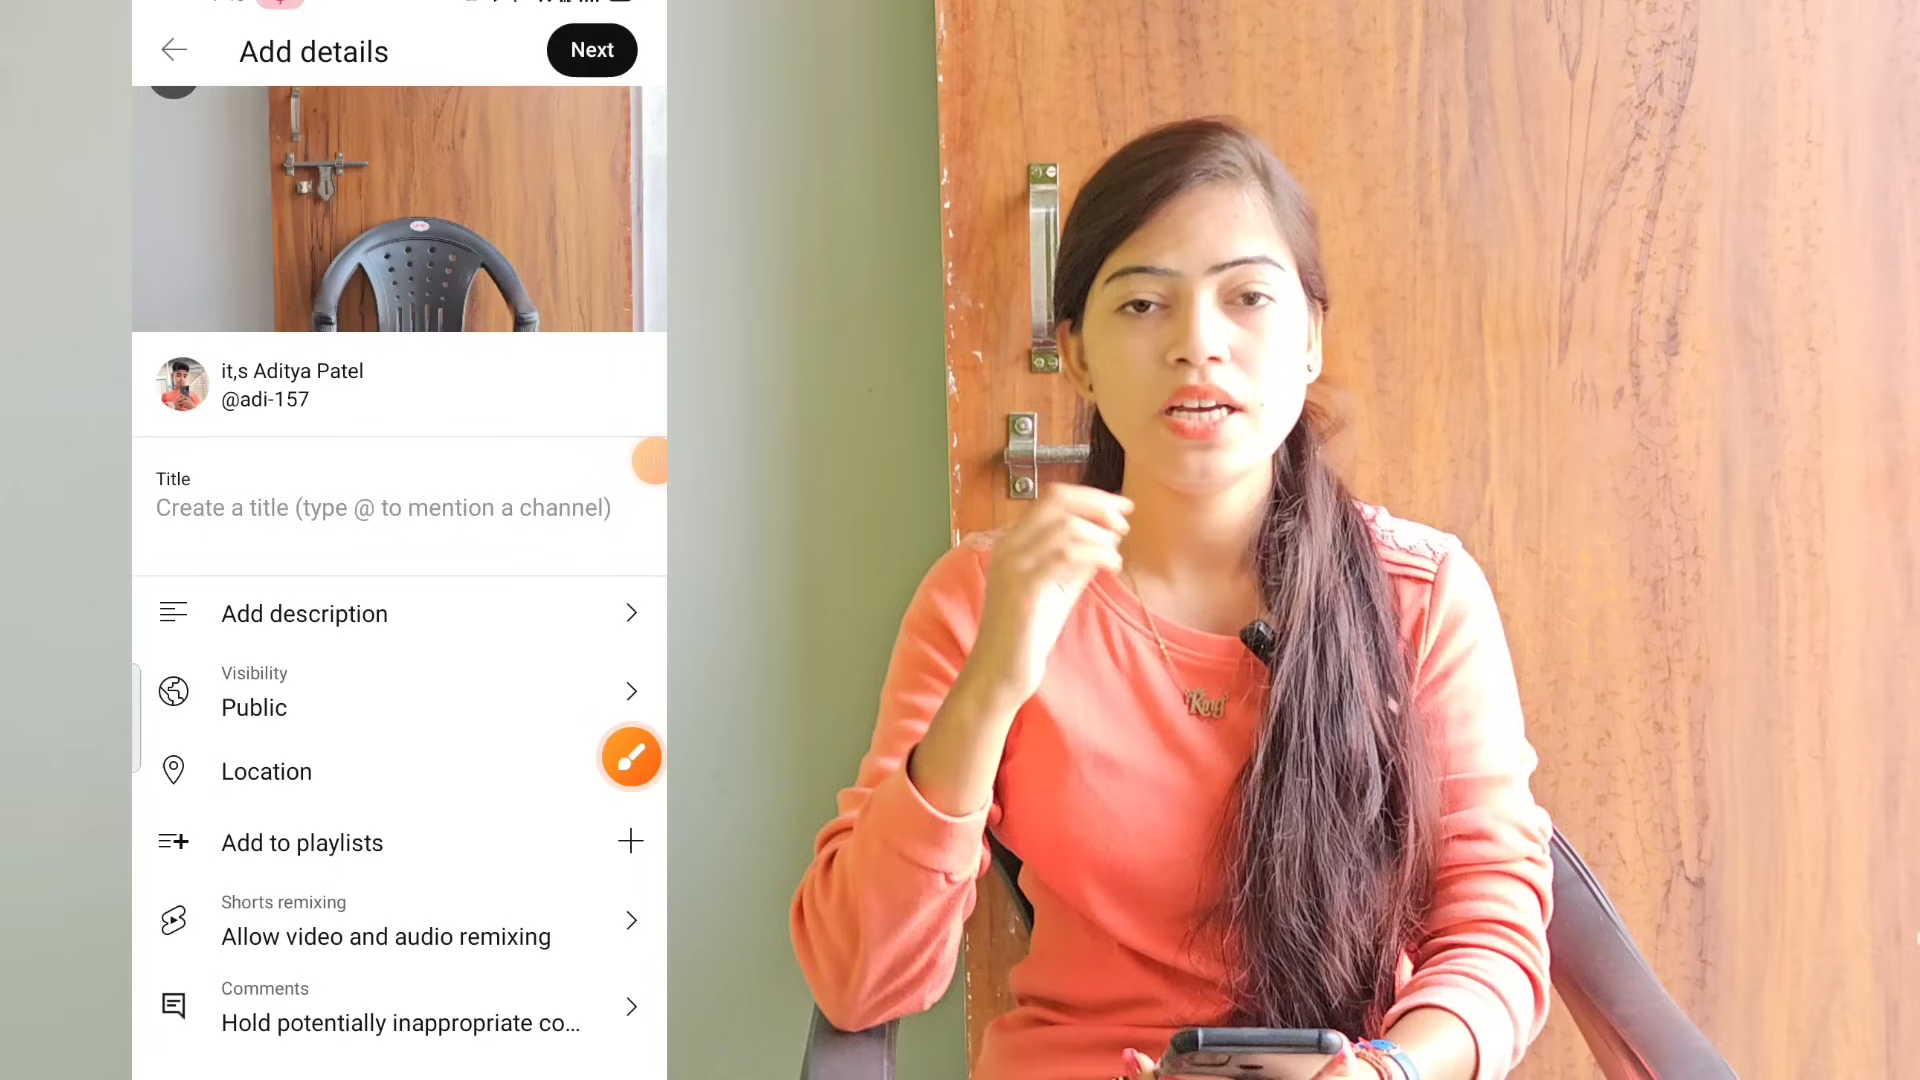 Add details
Next
it,s Aditya Patel
@adi-157
Title
Create a title (type @ to mention a channel)
Add description
Visibility
Public
Location
Add to playlists
Shorts remixing
Allow video and audio remixing
Comments
Hold potentially inappropriate co...